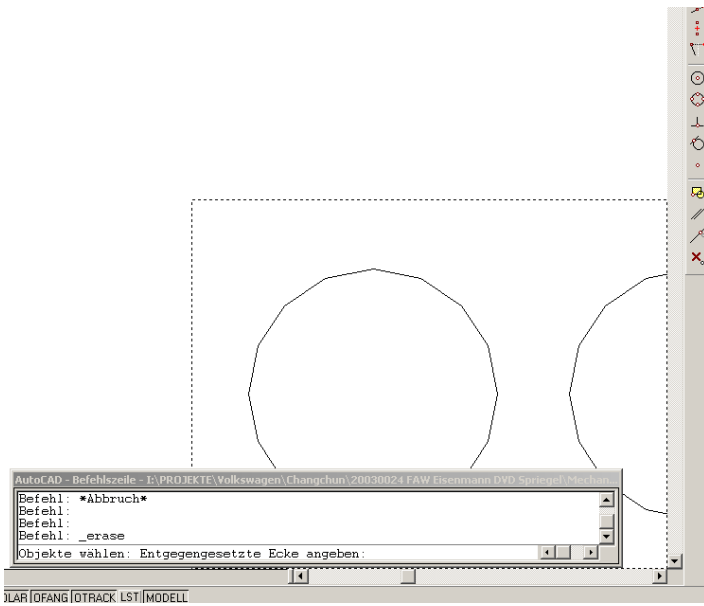 AutoCAD - Befehlszeile - I:\PROJEKTE\Volkswagen\Changchun\20030024 FAW Eisenmann DVD Spriegel\Mechan...
Befehl: *Abbruch*
Befehl:
Befehl:
Befehl: _erase
Objekte wählen: Entgegengesetzte Ecke angeben:
OLAR OFANG OTRACK LST MODELL